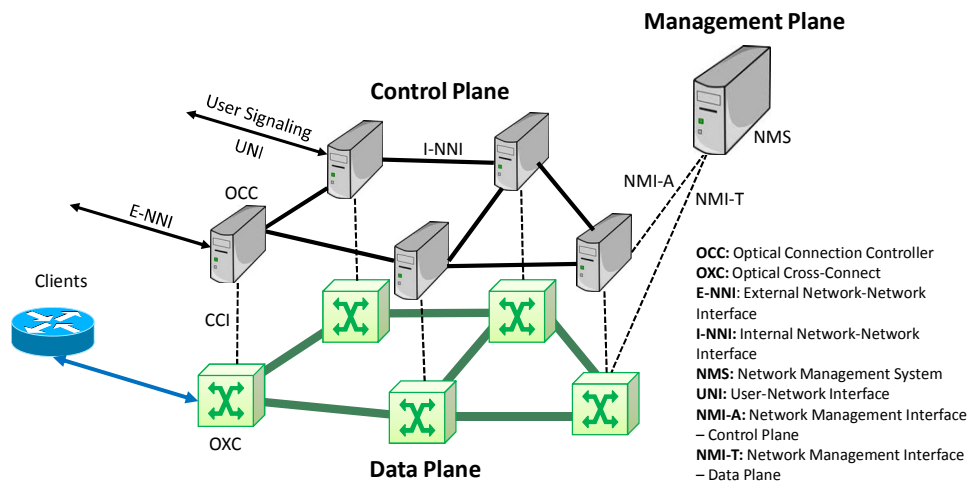 Management Plane
Control Plane
User Signaling
UNI
I-NNI
NMS
NMI-A
NMI-T
OCC
E-NNI
Clients
CCI
OXC
Data Plane
OCC: Optical Connection Controller
OXC: Optical Cross-Connect
E-NNI: External Network-Network
Interface
I-NNI: Internal Network-Network
Interface
NMS: Network Management System
UNI: User-Network Interface
NMI-A: Network Management Interface
– Control Plane
NMI-T: Network Management Interface
– Data Plane